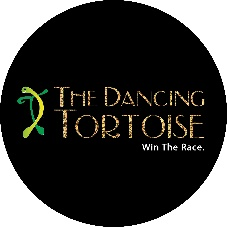 THE DANCING
TORTOISE
Win The Race.